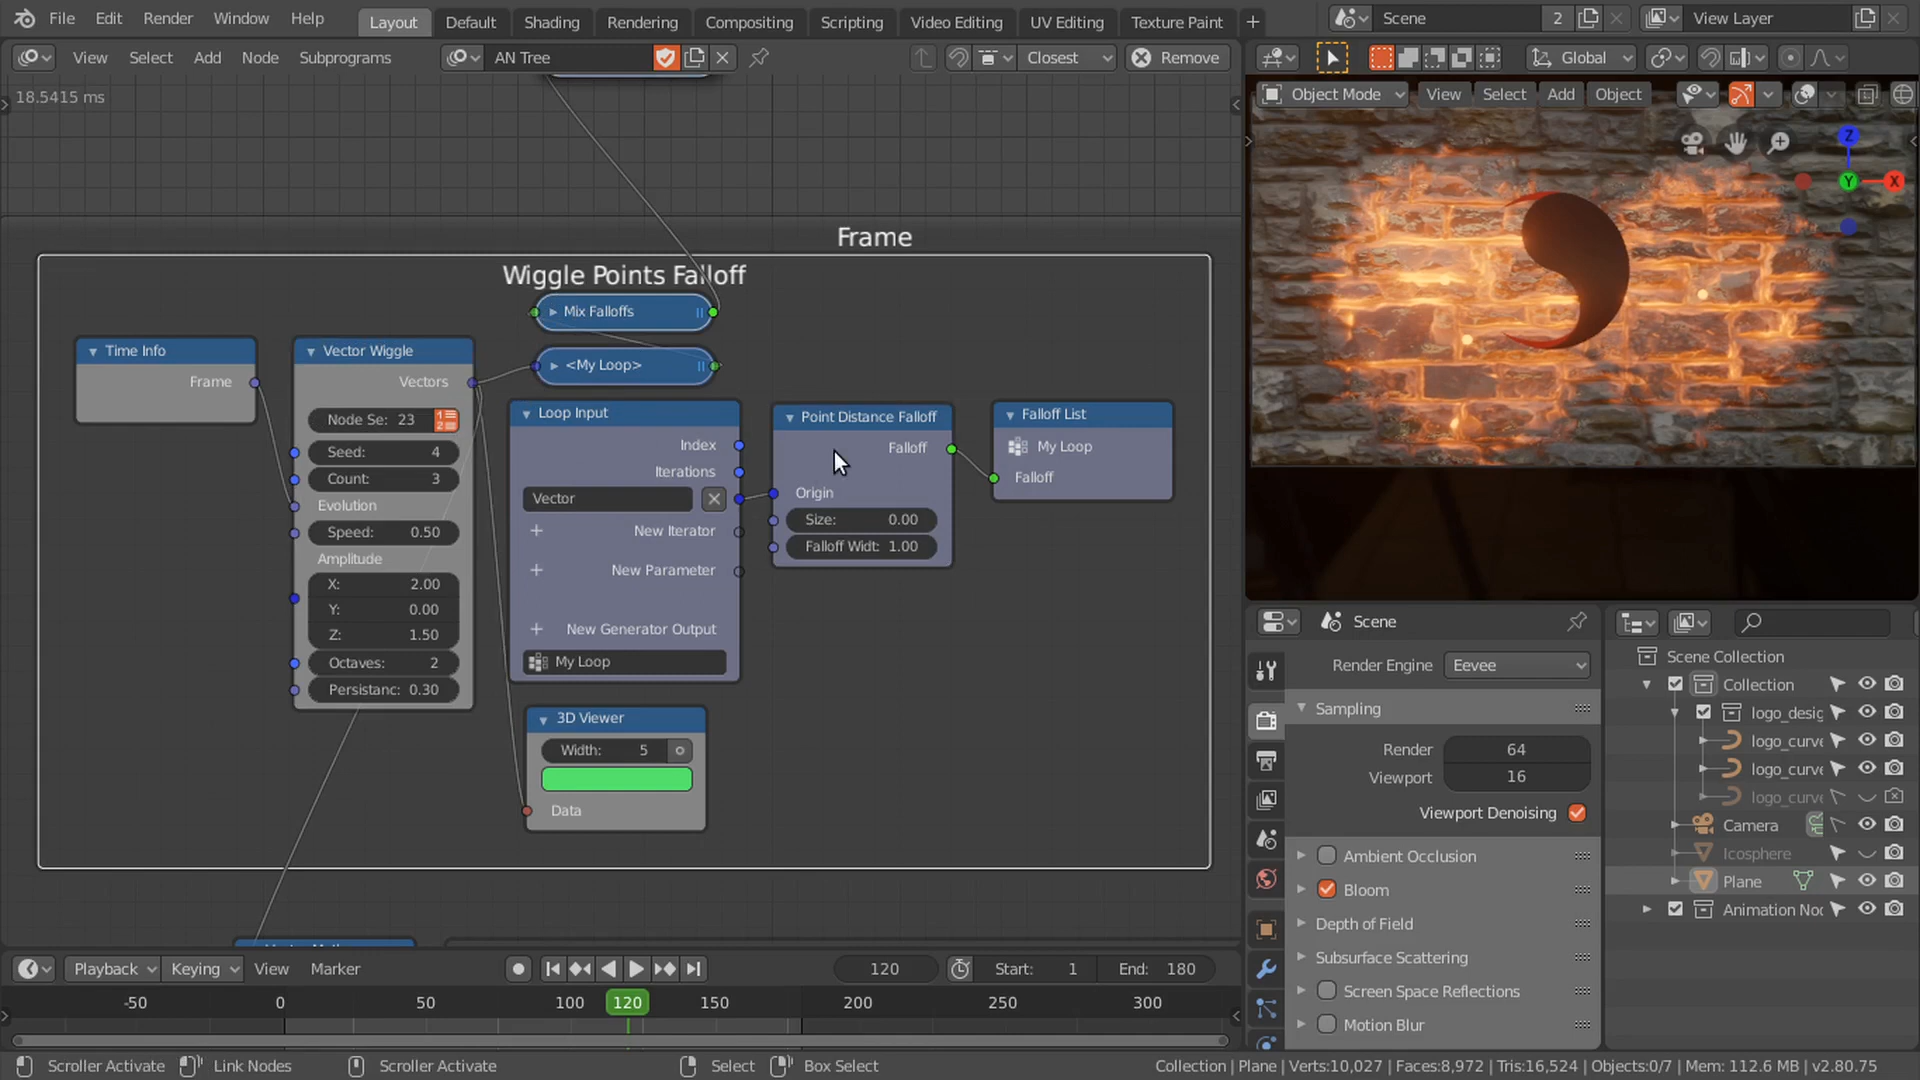 File Edit Render Window Help
Layout Default Shading Rendering Compositing Scripting Video Editing UV Editing Texture Paint
Scene 2 View Layer
View Select Add Node Subprograms AN Tree Closest Remove
Global
18.5415 ms
Object Mode View Select Add Object
Z
Y
X
Frame
Wiggle Points Falloff
Mix Falloffs
<My Loop>
Time Info
Frame
Vector Wiggle
Vectors
Node Se: 23
Seed: 4
Count: 3
Evolution
Speed: 0.50
Amplitude
X: 2.00
Y: 0.00
Z: 1.50
Octaves: 2
Persistanc: 0.30
Loop Input
Index
Iterations
Vector
New Iterator
New Parameter
New Generator Output
My Loop
3D Viewer
Width: 5
Data
Point Distance Falloff
Falloff
Origin
Size: 0.00
Falloff Widt: 1.00
Falloff List
My Loop
Falloff
Scene
Render Engine Eevee
Sampling
Render 64
Viewport 16
Viewport Denoising
Ambient Occlusion
Bloom
Depth of Field
Subsurface Scattering
Screen Space Reflections
Motion Blur
Scene Collection
Collection
logo_desig
logo_curve
logo_curve
logo_curve
Camera
Icosphere
Plane
Animation Noc
Playback Keying View Marker
120 Start: 1 End: 180
-50 0 50 100 120 150 200 250 300
Scroller Activate Link Nodes Scroller Activate Select Box Select
Collection | Plane | Verts:10,027 | Faces:8,972 | Tris:16,524 | Objects:0/7 | Mem: 112.6 MB | v2.80.75